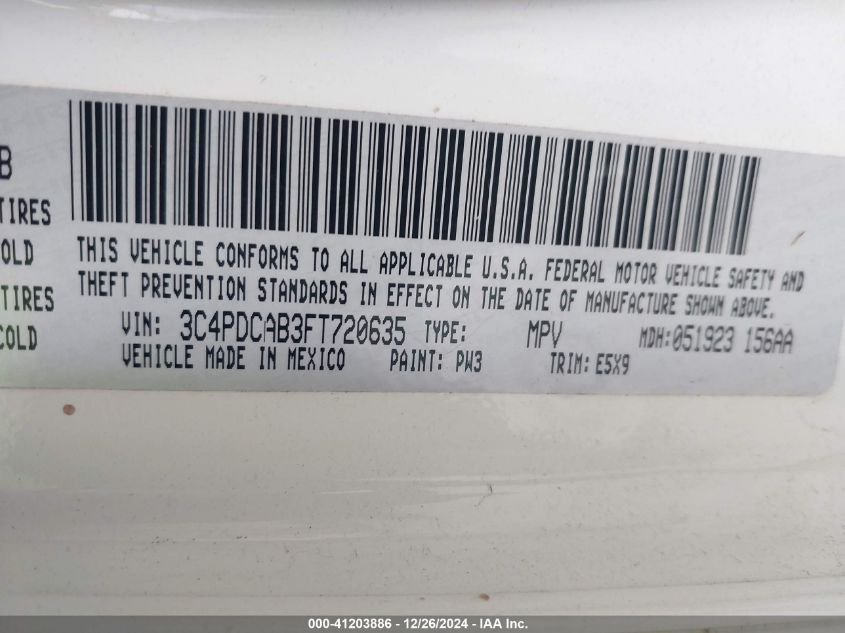 B
TIRES
COLD
TIRES
COLD
THIS VEHICLE CONFORMS TO ALL APPLICABLE U.S.A. FEDERAL MOTOR VEHICLE SAFETY AND
THEFT PREVENTION STANDARDS IN EFFECT ON THE DATE OF MANUFACTURE SHOWN ABOVE.
VIN: 3C4PDCAB3FT720635 TYPE: MPV MDH:051923 156AA
VEHICLE MADE IN MEXICO PAINT: PW3 TRIM: E5X9
000-41203886 - 12/26/2024 - IAA Inc.